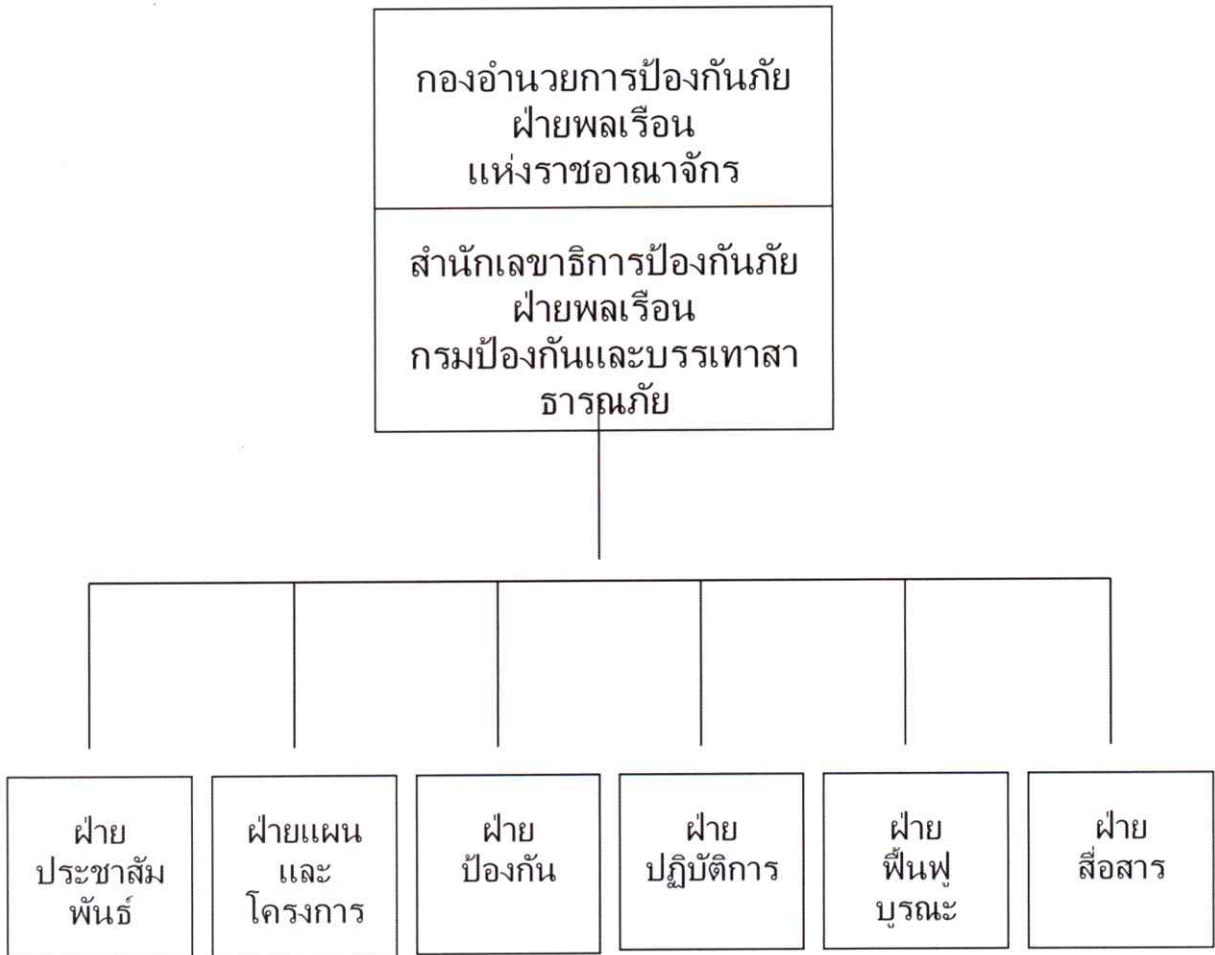 กองอำนวยการป้องกันภัย
ฝ่ายพลเรือน
แห่งราชอาณาจักร
สำนักเลขาธิการป้องกันภัย
ฝ่ายพลเรือน
กรมป้องกันและบรรเทาสา
ธารณภัย
ฝ่าย
ประชาสัม
พันธ์
ฝ่ายแผน
และ
โครงการ
ฝ่าย
ป้องกัน
ฝ่าย
ปฏิบัติการ
ฝ่าย
ฟื้นฟู
บูรณะ
ฝ่าย
สื่อสาร